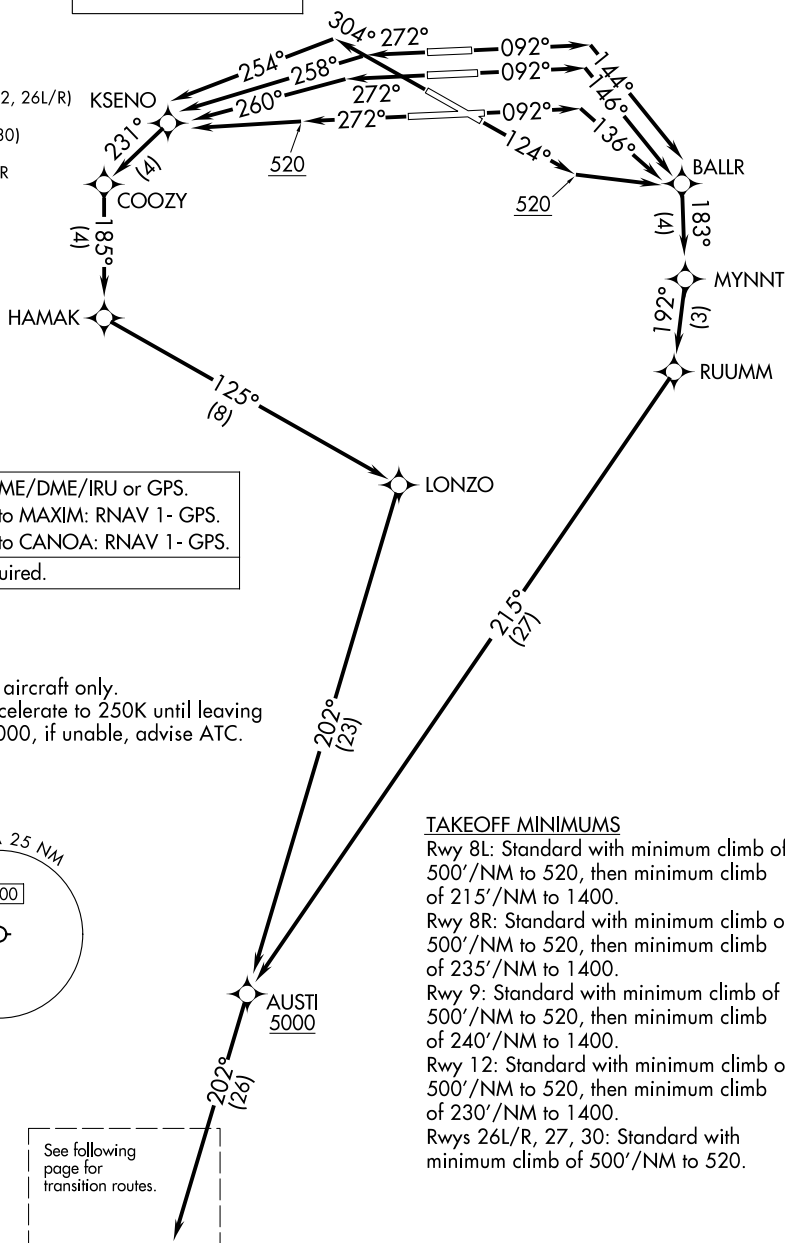 304°
272°
092°
254°
258°
272°
092°
144°
2, 26L/R)
KSENO
260°
272°
092°
146°
30)
231°
(4)
136°
124°
R
520
520
BALLR
COOZY
183°
(4)
185°
(4)
MYNNT
HAMAK
192°
(3)
RUUMM
125°
(8)
ME/DME/IRU or GPS.
to MAXIM: RNAV 1- GPS.
to CANOA: RNAV 1- GPS.
uired.
LONZO
215°
(27)
aircraft only.
celerate to 250K until leaving
000, if unable, advise ATC.
202°
(23)
25 NM
00
TAKEOFF MINIMUMS
Rwy 8L: Standard with minimum climb of
500'/NM to 520, then minimum climb
of 215'/NM to 1400.
Rwy 8R: Standard with minimum climb o
500'/NM to 520, then minimum climb
of 235'/NM to 1400.
Rwy 9: Standard with minimum climb of
500'/NM to 520, then minimum climb
of 240'/NM to 1400.
Rwy 12: Standard with minimum climb o
500'/NM to 520, then minimum climb
of 230'/NM to 1400.
Rwys 26L/R, 27, 30: Standard with
minimum climb of 500'/NM to 520.
AUSTI
5000
202°
(26)
See following
page for
transition routes.